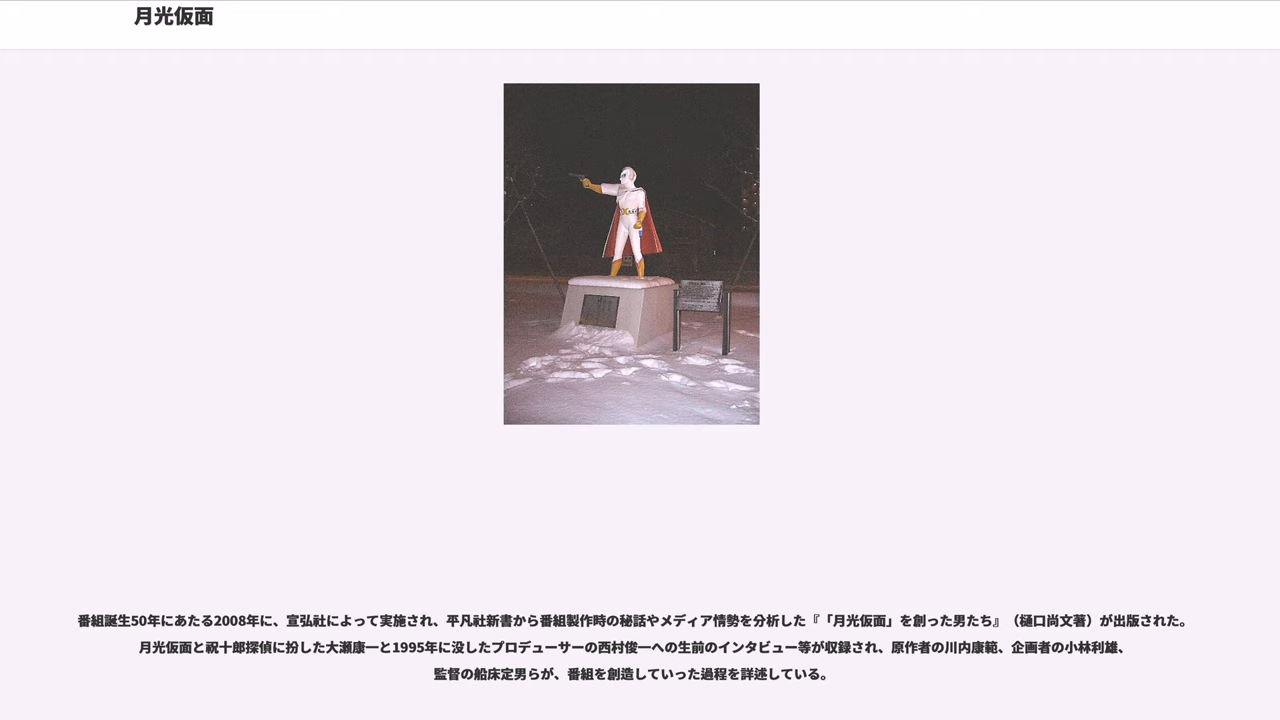 月光仮面
番組誕生50年にあたる2008年に、宣弘社によって実施され、平凡社新書から番組製作時の秘話やメディア情勢を分析した『「月光仮面」を創った男たち』（樋口尚文著）が出版された。
月光仮面と祝十郎探偵に扮した大瀬康一と1995年に没したプロデューサーの西村俊一への生前のインタビュー等が収録され、原作者の川内康範、企画者の小林利雄、
監督の船床定男らが、番組を創造していった過程を詳述している。